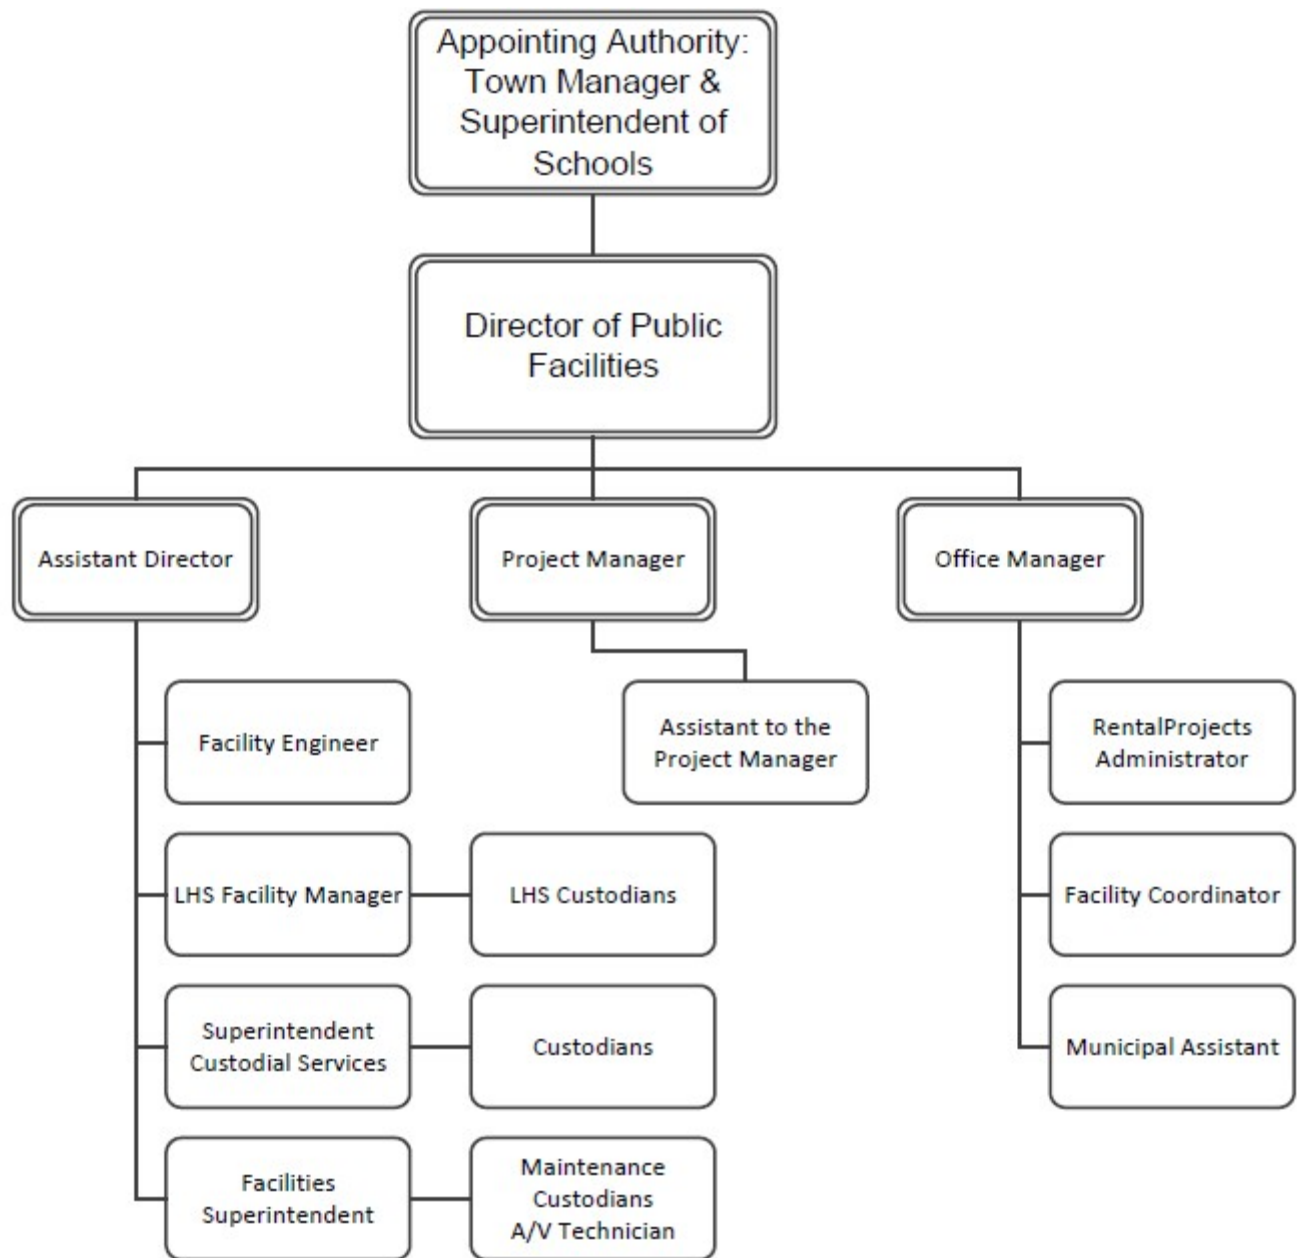 Appointing Authority:
Town Manager &
Superintendent of
Schools
Director of Public
Facilities
Assistant Director
Project Manager
Office Manager
Facility Engineer
Assistant to the
Project Manager
RentalProjects
Administrator
LHS Facility Manager
LHS Custodians
Facility Coordinator
Superintendent
Custodial Services
Custodians
Municipal Assistant
Facilities
Superintendent
Maintenance
Custodians
A/V Technician